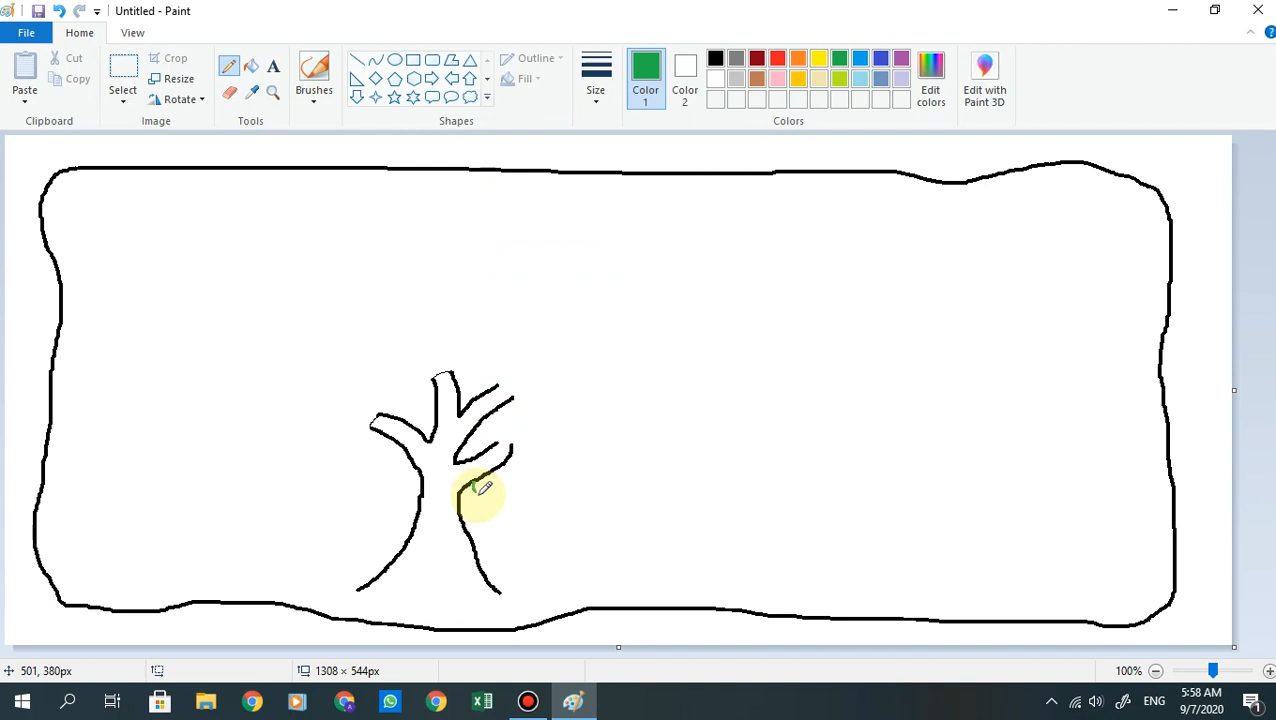 Untitled - Paint
File
Home
View
Paste
Cut
Copy
Clipboard
Select
Crop
Resize
Rotate
Image
A
Tools
Brushes
Outline
Fill
Shapes
Size
Color 1
Color 2
Edit colors
Colors
Edit with Paint 3D
501, 380px
1308 × 544px
100%
ENG
5:58 AM
9/7/2020
1